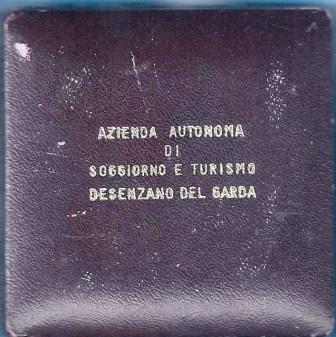 AZIENDA AUTONOMA
DI
SOGGIORNO E TURISMO
DESENZANO DEL GARDA